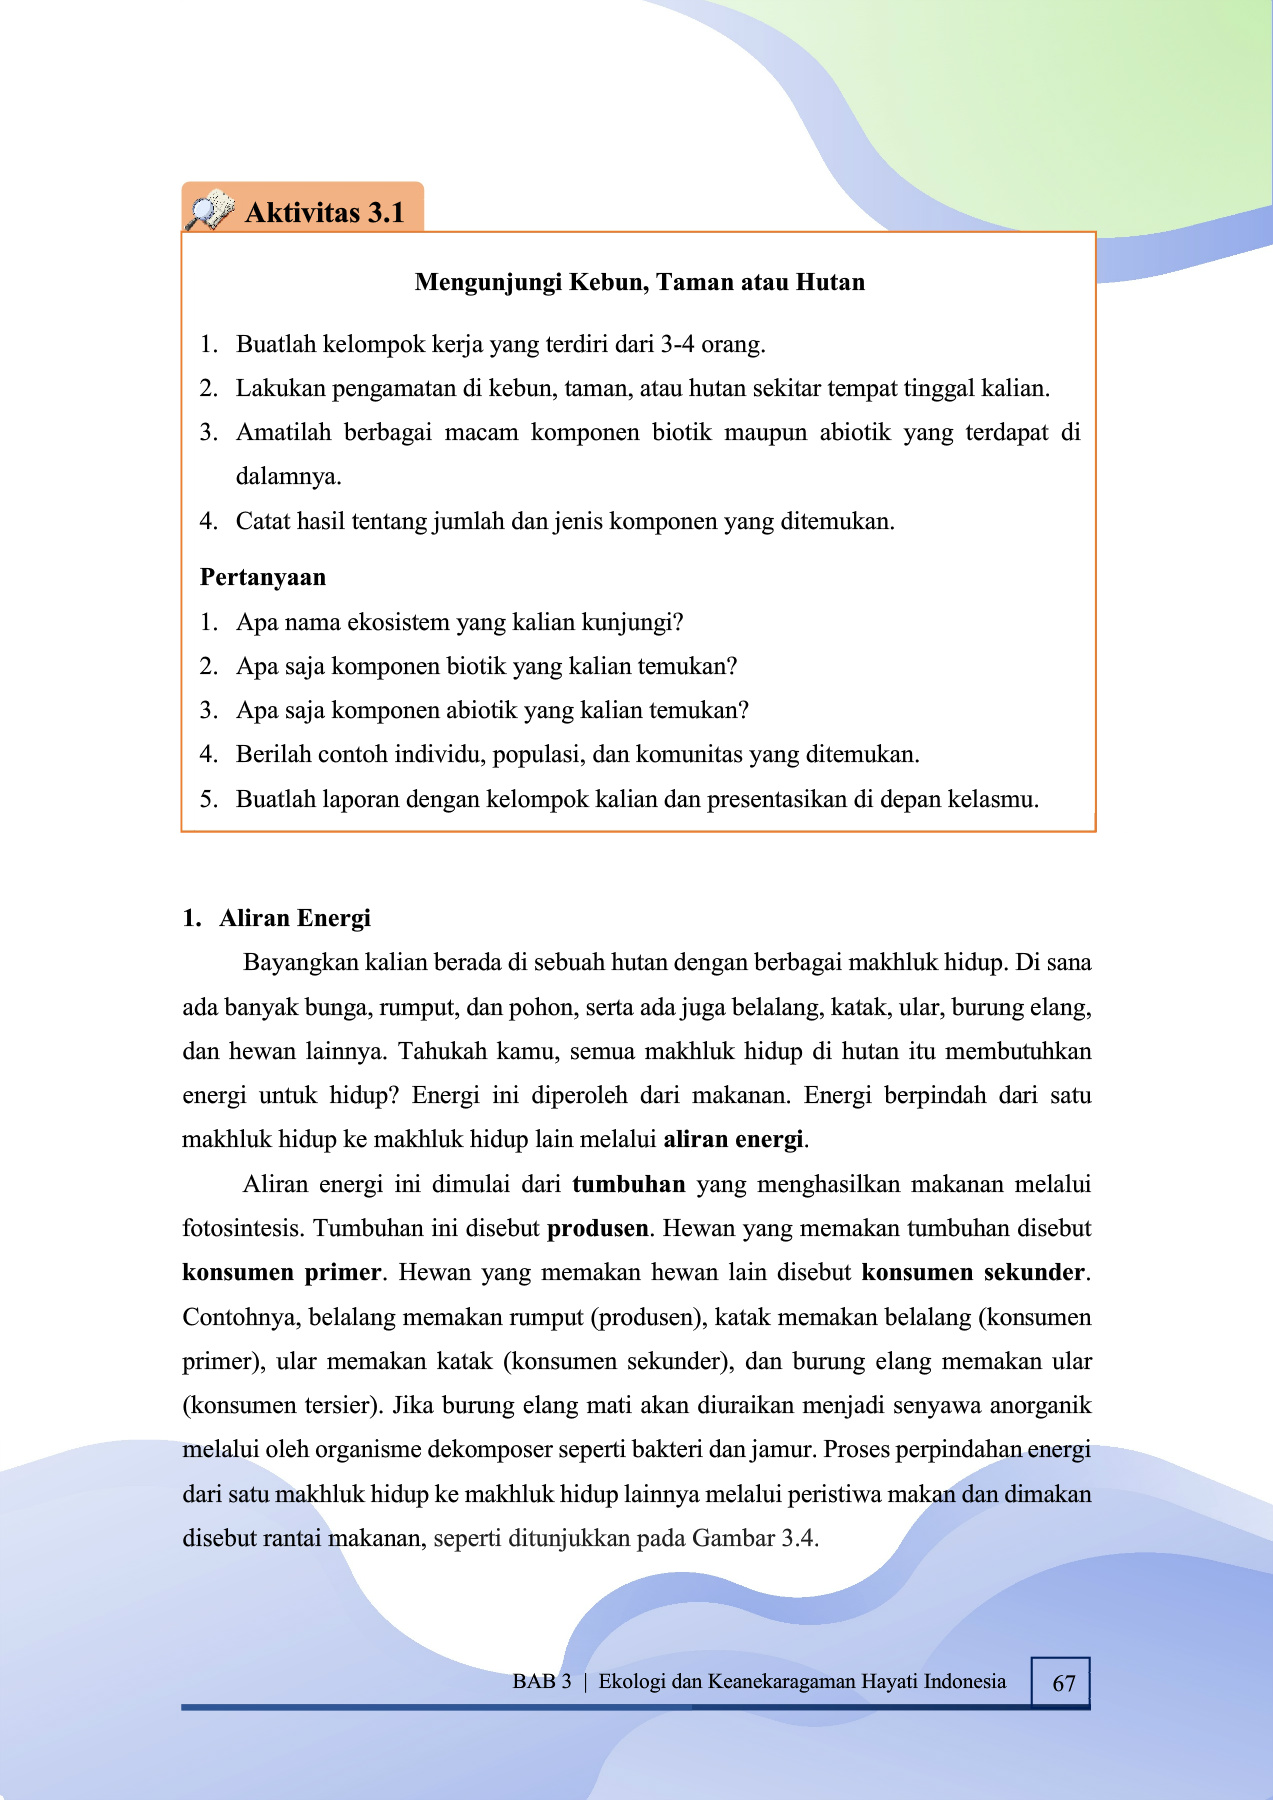 Aktivitas 3.1
Mengunjungi Kebun, Taman atau Hutan
1. Buatlah kelompok kerja yang terdiri dari 3-4 orang.
2. Lakukan pengamatan di kebun, taman, atau hutan sekitar tempat tinggal kalian.
3. Amatilah berbagai macam komponen biotik maupun abiotik yang terdapat di
dalamnya.
4. Catat hasil tentang jumlah dan jenis komponen yang ditemukan.
Pertanyaan
1. Apa nama ekosistem yang kalian kunjungi?
2. Apa saja komponen biotik yang kalian temukan?
3. Apa saja komponen abiotik yang kalian temukan?
4. Berilah contoh individu, populasi, dan komunitas yang ditemukan.
5. Buatlah laporan dengan kelompok kalian dan presentasikan di depan kelasmu.
1. Aliran Energi
Bayangkan kalian berada di sebuah hutan dengan berbagai makhluk hidup. Di sana
ada banyak bunga, rumput, dan pohon, serta ada juga belalang, katak, ular, burung elang,
dan hewan lainnya. Tahukah kamu, semua makhluk hidup di hutan itu membutuhkan
energi untuk hidup? Energi ini diperoleh dari makanan. Energi berpindah dari satu
makhluk hidup ke makhluk hidup lain melalui aliran energi.
Aliran energi ini dimulai dari tumbuhan yang menghasilkan makanan melalui
fotosintesis. Tumbuhan ini disebut produsen. Hewan yang memakan tumbuhan disebut
konsumen primer. Hewan yang memakan hewan lain disebut konsumen sekunder.
Contohnya, belalang memakan rumput (produsen), katak memakan belalang (konsumen
primer), ular memakan katak (konsumen sekunder), dan burung elang memakan ular
(konsumen tersier). Jika burung elang mati akan diuraikan menjadi senyawa anorganik
melalui oleh organisme dekomposer seperti bakteri dan jamur. Proses perpindahan energi
dari satu makhluk hidup ke makhluk hidup lainnya melalui peristiwa makan dan dimakan
disebut rantai makanan, seperti ditunjukkan pada Gambar 3.4.
BAB 3 | Ekologi dan Keanekaragaman Hayati Indonesia 67